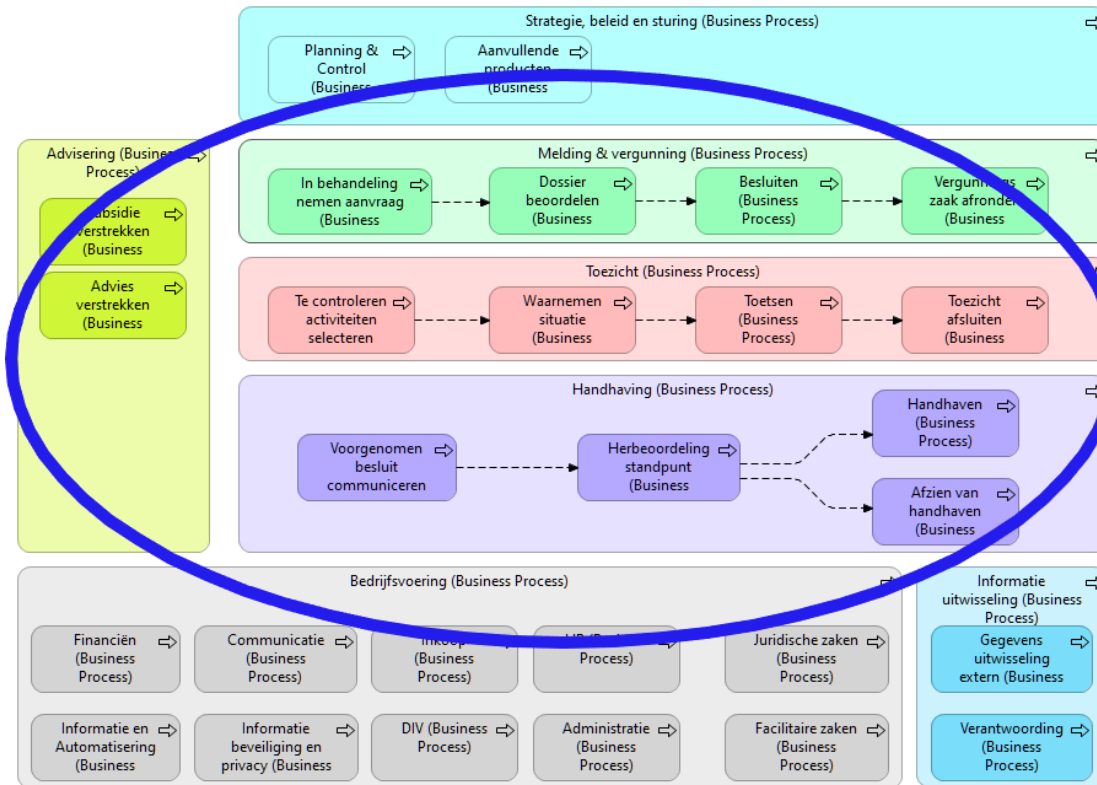 Strategie, beleid en sturing (Business Process)
Planning &
Control
(Business
Aanvullende
producten
(Business
Advisering (Business
Process)
Subsidie
verstrekken
(Business
Advies
verstrekken
(Business
Melding & vergunning (Business Process)
In behandeling
nemen aanvraag
(Business
Dossier
beoordelen
(Business
Besluiten
(Business
Process)
Vergunnings
zaak afronden
(Business
Toezicht (Business Process)
Te controleren
activiteiten
selecteren
Waarnemen
situatie
(Business
Toetsen
(Business
Process)
Toezicht
afsluiten
(Business
Handhaving (Business Process)
Voorgenomen
besluit
communiceren
Herbeoordeling
standpunt
(Business
Handhaven
(Business
Process)
Afzien van
handhaven
(Business
Bedrijfsvoering (Business Process)
Financiën
(Business
Process)
Communicatie
(Business
Process)
Inkoop
(Business
Process)
Process)
Juridische zaken
(Business
Process)
Informatie en
Automatisering
(Business
Informatie
beveiliging en
privacy (Business
DIV (Business
Process)
Administratie
(Business
Process)
Facilitaire zaken
(Business
Process)
Informatie
uitwisseling (Business
Process)
Gegevens
uitwisseling
extern (Business
Verantwoording
(Business
Process)